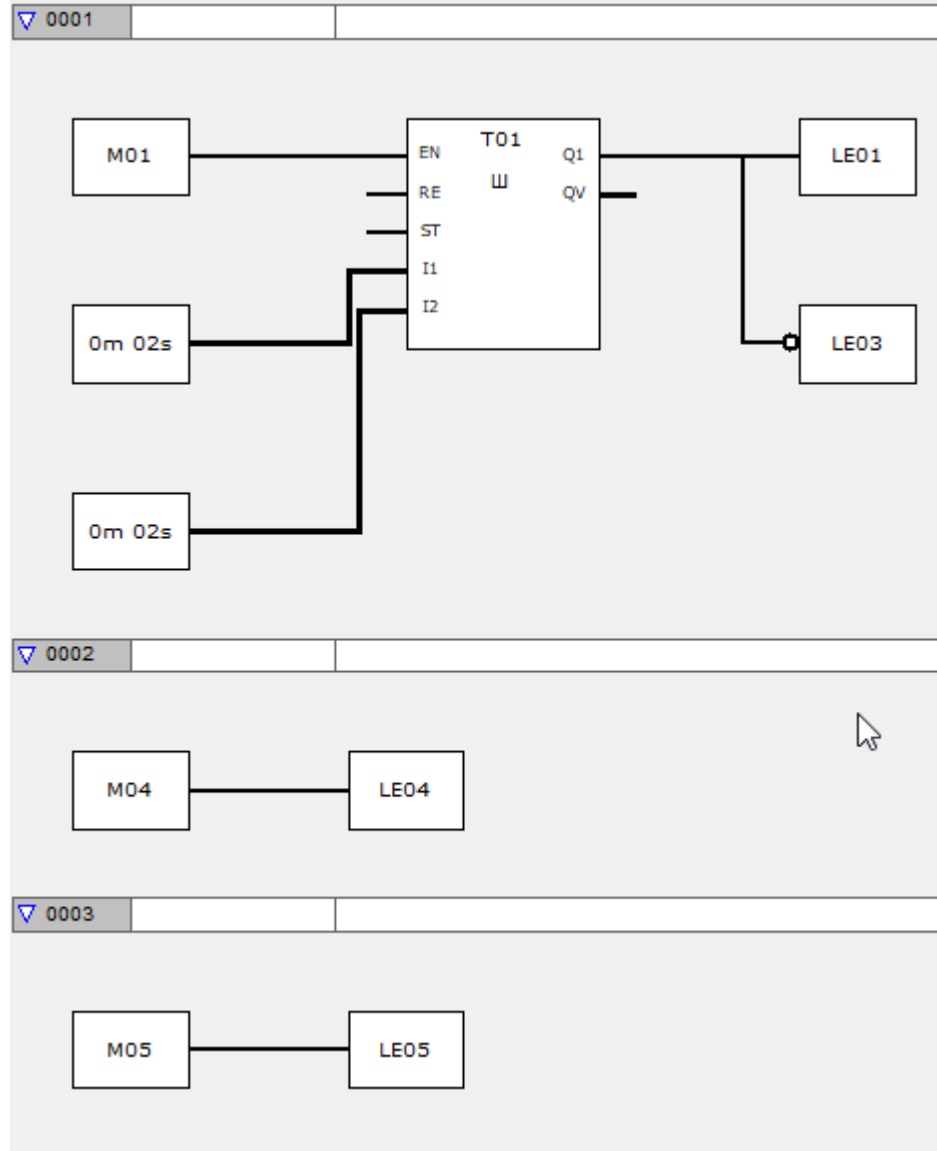 0001
M01
T01
Ш
EN
Q1
RE
QV
ST
I1
I2
LE01
0m 02s
LE03
0m 02s
0002
M04
LE04
0003
M05
LE05